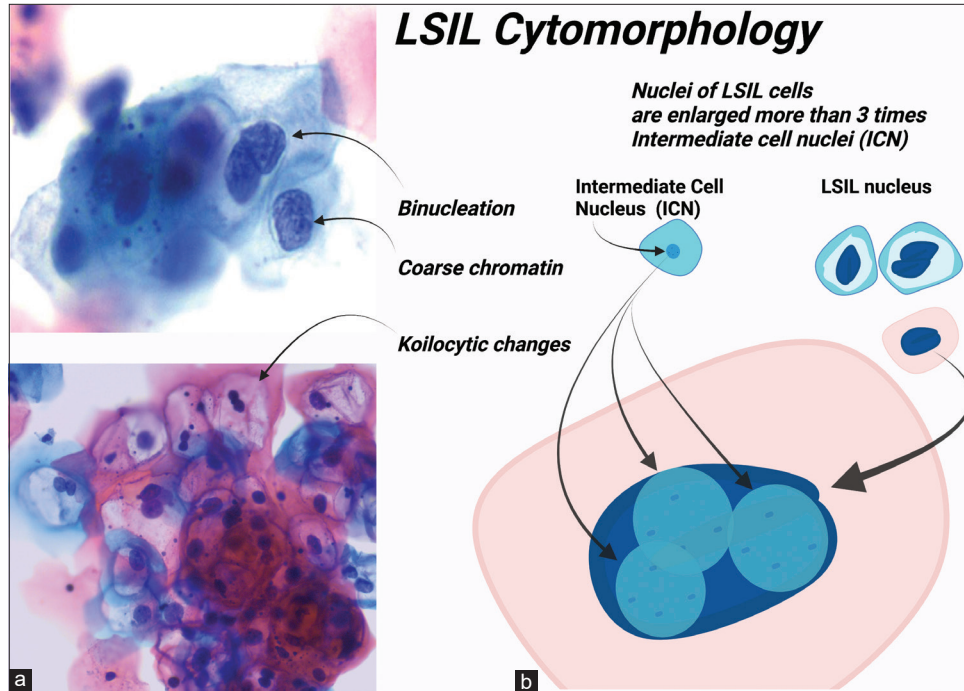 LSIL Cytomorphology
Nuclei of LSIL cells
are enlarged more than 3 times
Intermediate cell nuclei (ICN)
Intermediate Cell
Nucleus (ICN)
LSIL nucleus
Binucleation
Coarse chromatin
Koilocytic changes
a
b